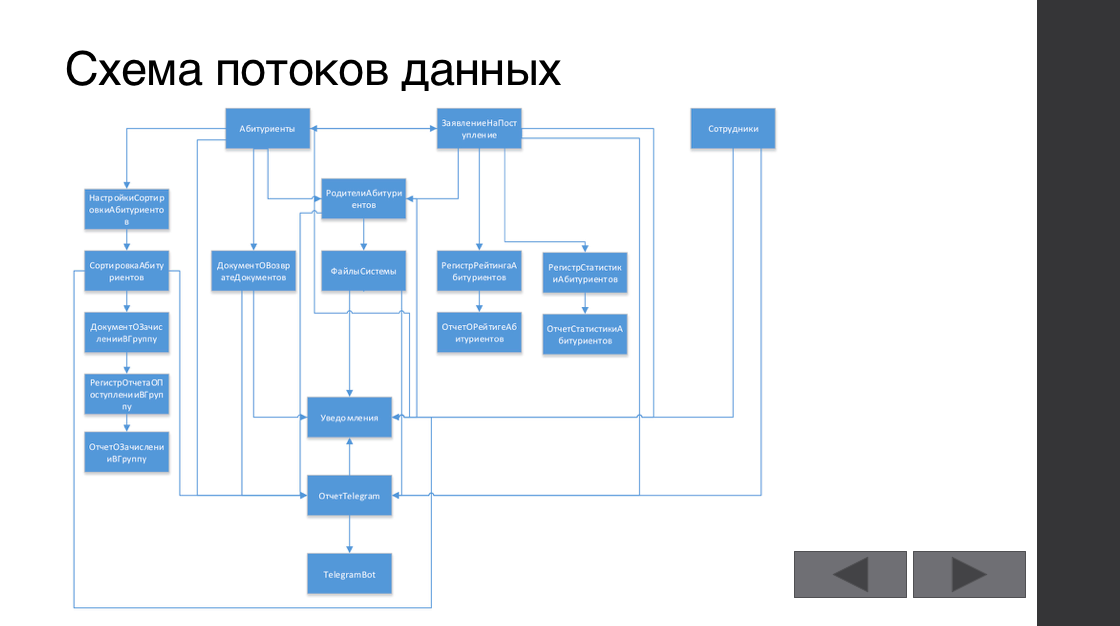 Схема потоков данных
Абитуриенты
ЗаявлениеНаПост
упление
Сотрудники
НастройкиСортир
овкиАбитуриенто
в
РодителиАбитури
ентов
СортировкаАбиту
риентов
ДокументОВозвр
атеДокументов
ФайлыСистемы
РегистрРейтингаА
битуриентов
РегистрСтатистик
иАбитуриентов
ДокументОЗачис
ленииВГруппу
ОтчетОРейтигеАб
итуриентов
ОтчетСтатистикиА
битуриентов
РегистрОтчетаОП
оступленииВГруп
пу
Уведомления
ОтчетОЗачислени
иВГруппу
ОтчетTelegram
TelegramBot